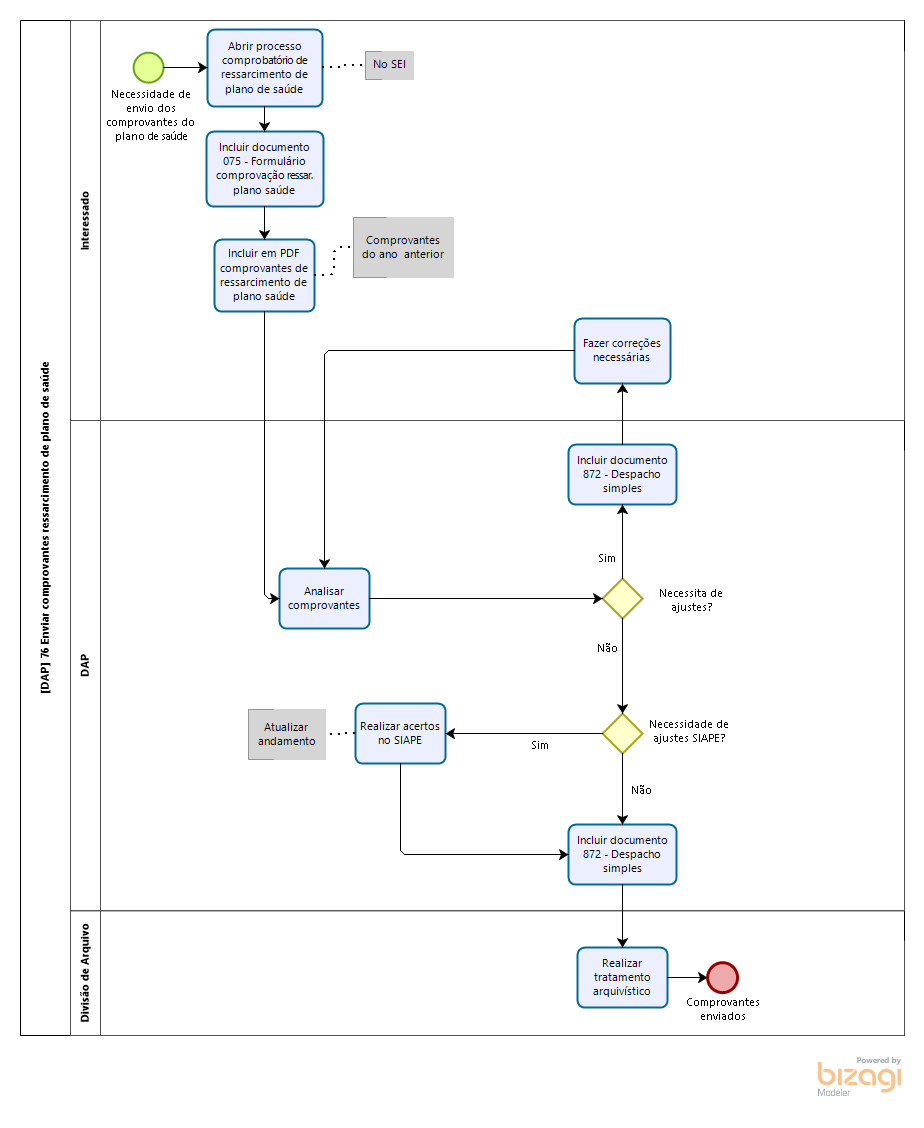 [DAP] 76 Enviar comprovantes ressarcimento de plano de saúde
Interessado
Necessidade de
envio dos
comprovantes do
plano de saúde
Abrir processo
comprobatório de
ressarcimento de
plano de saúde
No SEI
Incluir documento
075 - Formulário
comprovação ressar.
plano saúde
Incluir em PDF
comprovantes de
ressarcimento de
plano saúde
Comprovantes
do ano anterior
Fazer correções
necessárias
DAP
Incluir documento
872 - Despacho
simples
Sim
Analisar
comprovantes
Necessita de
ajustes?
Não
Atualizar
andamento
Realizar acertos
no SIAPE
Sim
Necessidade de
ajustes SIAPE?
Não
Incluir documento
872 - Despacho
simples
Divisão de Arquivo
Realizar
tratamento
arquivístico
Comprovantes
enviados
Powered by
bizagi
Modeler